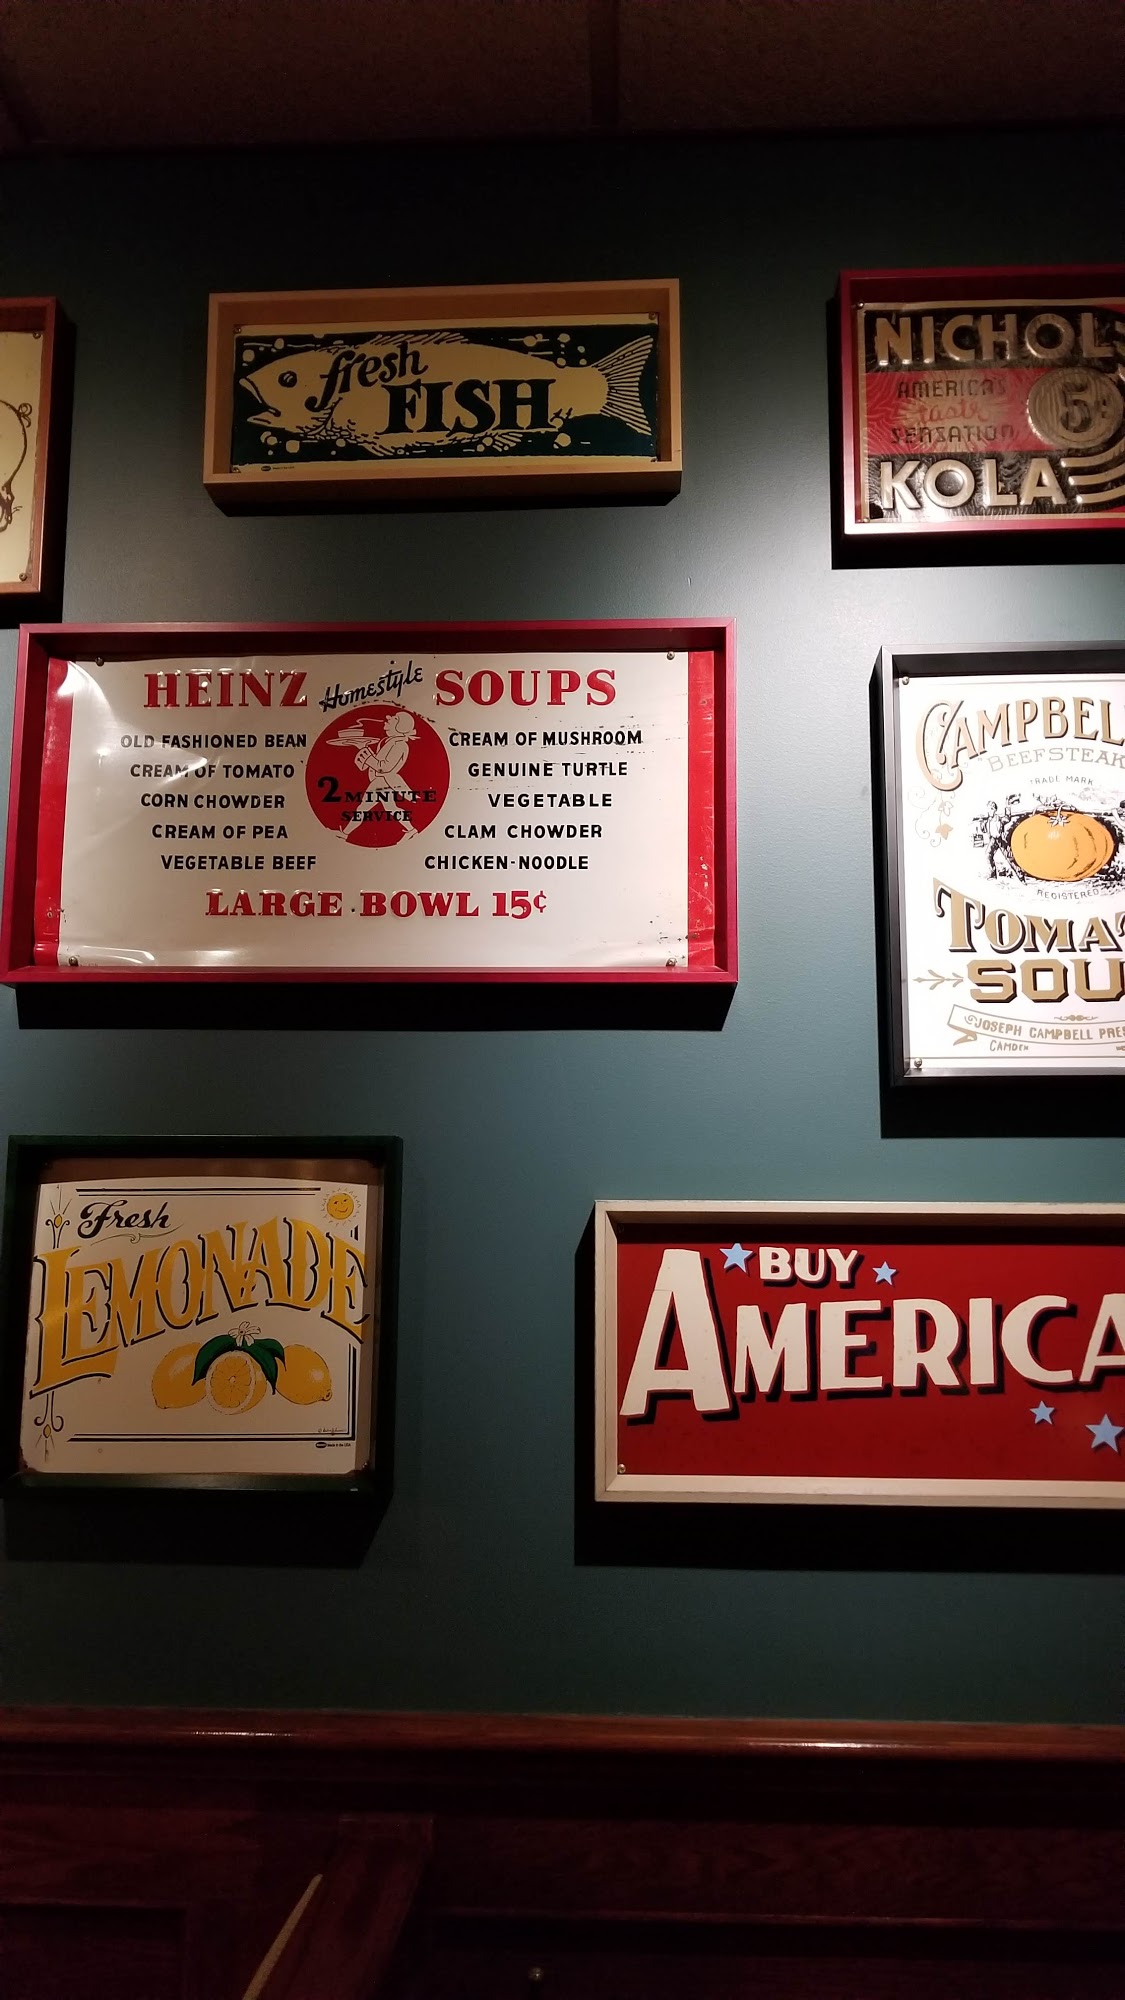 fresh
FISH
NICHOL
AMERICA'S
taste
SENSATION
5¢
KOLA
HEINZ Homestyle SOUPS
OLD FASHIONED BEAN
CREAM OF TOMATO
CORN CHOWDER
CREAM OF PEA
VEGETABLE BEEF
2 MINUTE
SERVICE
CREAM OF MUSHROOM
GENUINE TURTLE
VEGETABLE
CLAM CHOWDER
CHICKEN-NOODLE
LARGE BOWL 15¢
CAMPBEL
BEEFSTEAK
TRADE MARK
REGISTERED
TOMA
SOU
JOSEPH CAMPBELL PRES
CAMDEN
Fresh
LEMONADE
BUY
AMERICA